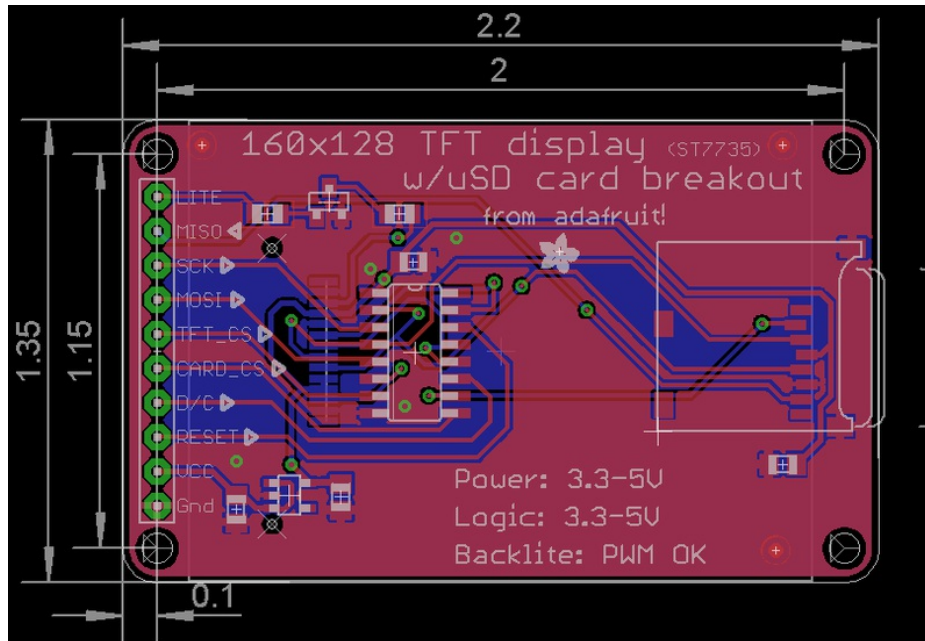 2.2
2
160x128 TFT display (ST7735)
w/uSD card breakout
from adafruit!
LITE
MISO
SCK
MOSI
TFT_CS
CARD_CS
D/C
RESET
VCC
Gnd
1.35
1.15
Power: 3.3-5V
Logic: 3.3-5V
Backlite: PWM OK
0.1